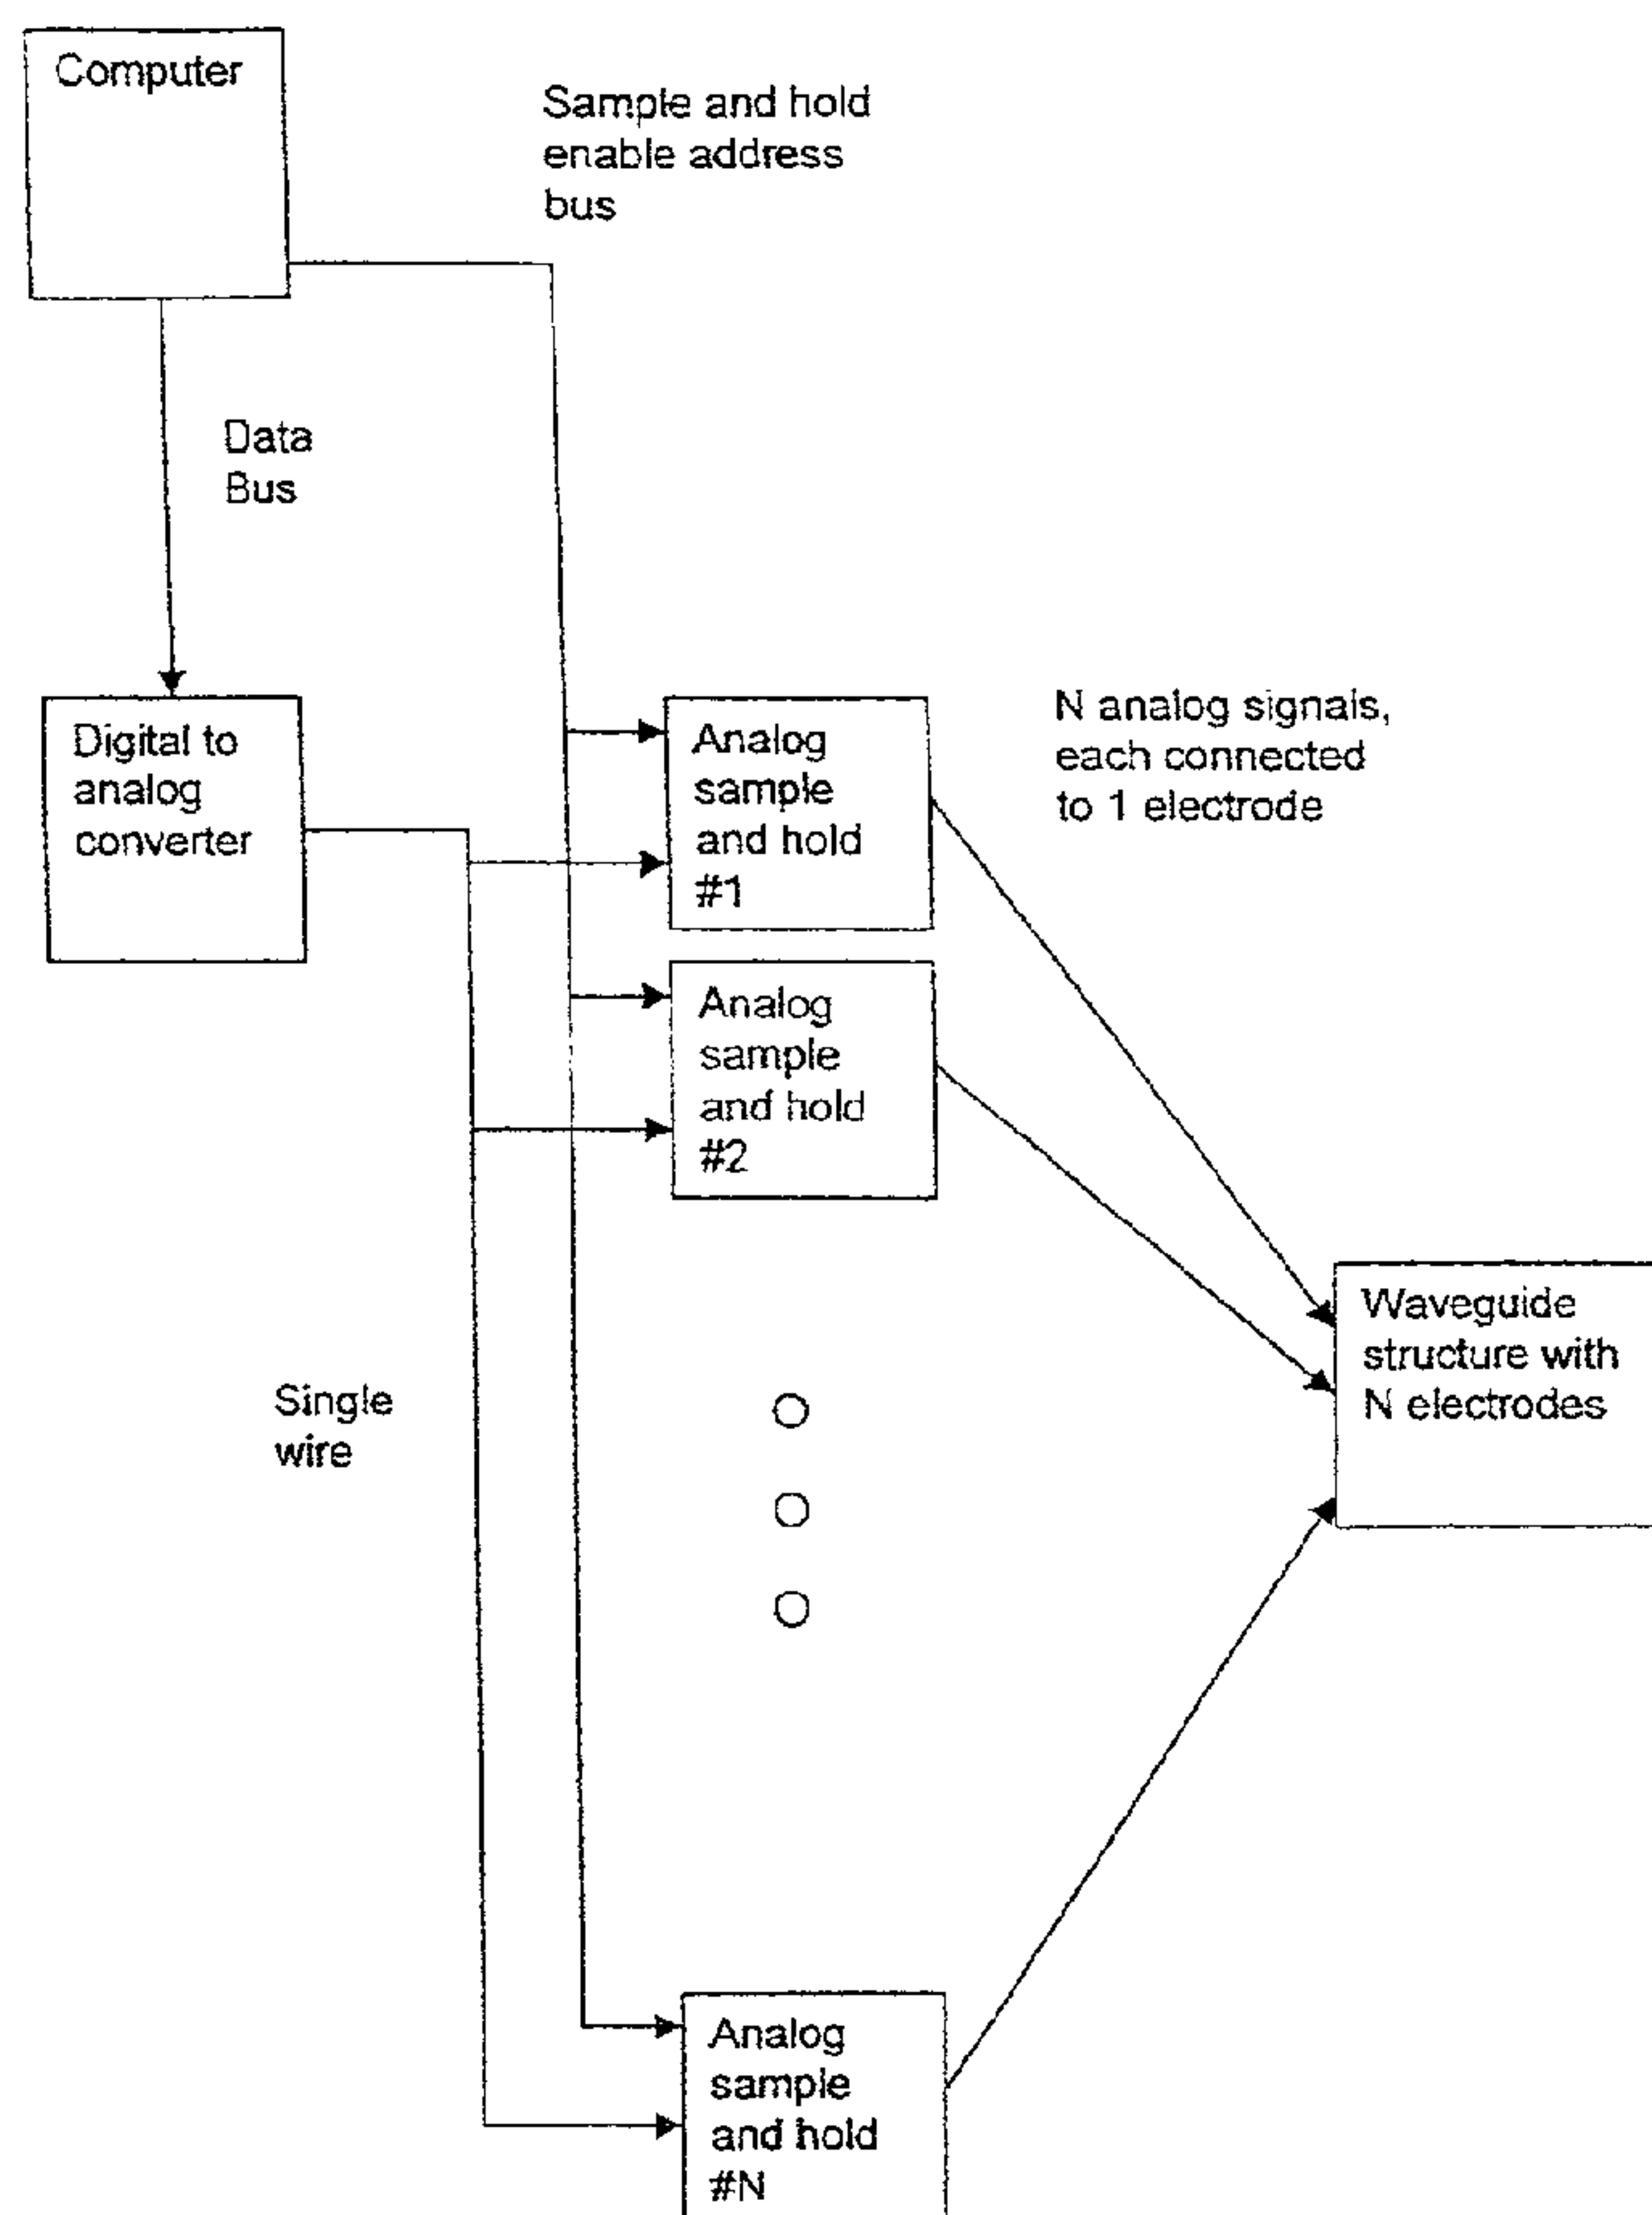 Computer
Sample and hold
enable address
bus
Data
Bus
Digital to
analog
converter
Analog
sample
and hold
#1
N analog signals,
each connected
to 1 electrode
Analog
sample
and hold
#2
Waveguide
structure with
N electrodes
Single
wire
Analog
sample
and hold
#N